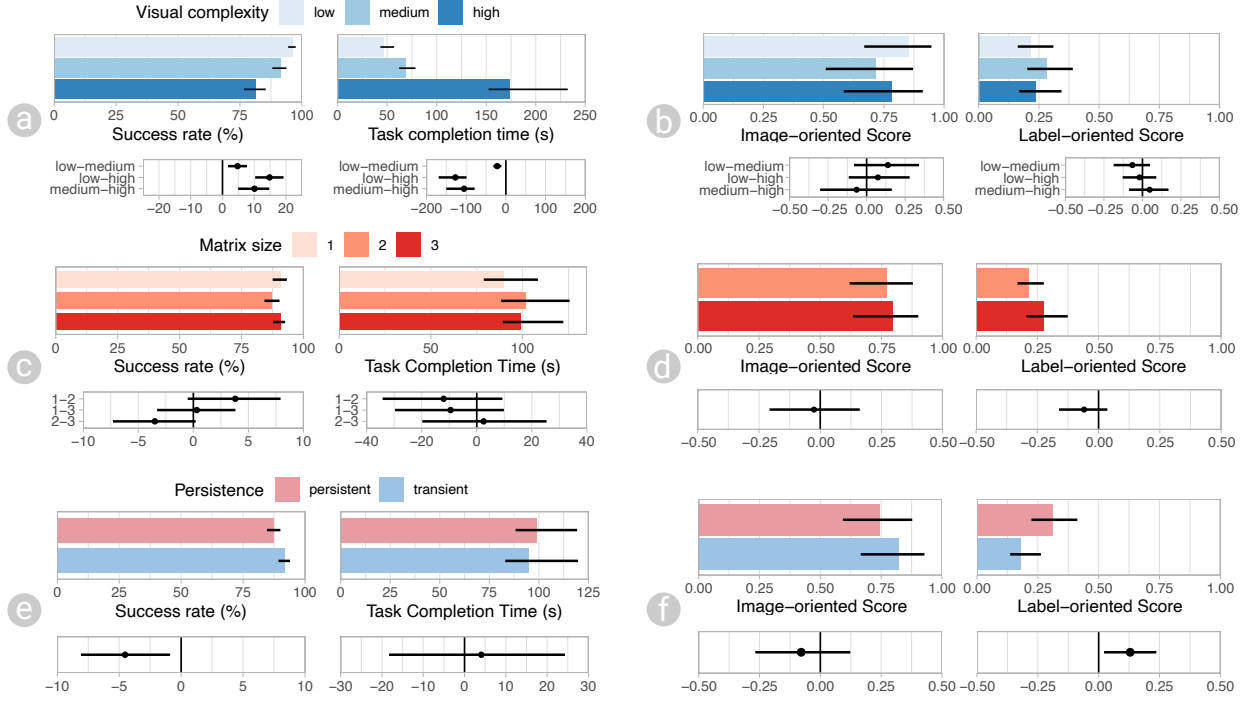 Visual complexity low medium high
0 25 50 75 100
0 50 100 150 200 250
0.00 0.25 0.50 0.75 1.00
0.00 0.25 0.50 0.75 1.00
a
Success rate (%)
Task completion time (s)
b
Image−oriented Score
Label−oriented Score
low−medium
low−high
medium−high
−20 −10 0 10 20
low−medium
low−high
medium−high
−200 −100 0 100 200
low−medium
low−high
medium−high
−0.50 −0.25 0.00 0.25 0.50
low−medium
low−high
medium−high
−0.50 −0.25 0.00 0.25 0.50
Matrix size 1 2 3
0 25 50 75 100
0 50 100
0.00 0.25 0.50 0.75 1.00
0.00 0.25 0.50 0.75 1.00
c
Success rate (%)
Task Completion Time (s)
d
Image−oriented Score
Label−oriented Score
1−2
1−3
2−3
−10 −5 0 5 10
1−2
1−3
2−3
−40 −20 0 20 40
−0.50 −0.25 0.00 0.25 0.50
−0.50 −0.25 0.00 0.25 0.50
Persistence persistent transient
0 25 50 75 100
0 25 50 75 100 125
0.00 0.25 0.50 0.75 1.00
0.00 0.25 0.50 0.75 1.00
e
Success rate (%)
Task Completion Time (s)
f
Image−oriented Score
Label−oriented Score
−10 −5 0 5 10
−30 −20 −10 0 10 20 30
−0.50 −0.25 0.00 0.25 0.50
−0.50 −0.25 0.00 0.25 0.50